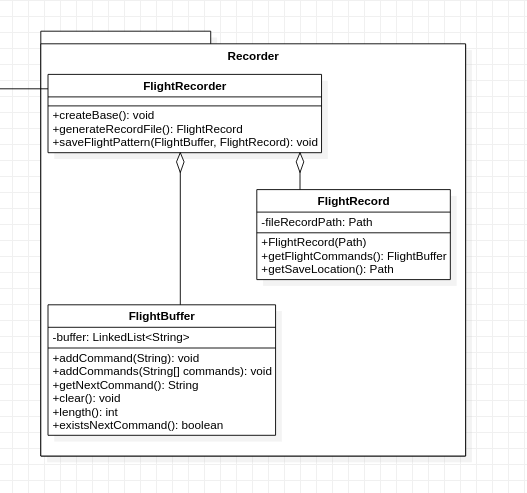 Recorder
FlightRecorder
+createBase(): void
+generateRecordFile(): FlightRecord
+saveFlightPattern(FlightBuffer, FlightRecord): void
FlightRecord
-fileRecordPath: Path
+FlightRecord(Path)
+getFlightCommands(): FlightBuffer
+getSaveLocation(): Path
FlightBuffer
-buffer: LinkedList<String>
+addCommand(String): void
+addCommands(String[] commands): void
+getNextCommand(): String
+clear(): void
+length(): int
+existsNextCommand(): boolean